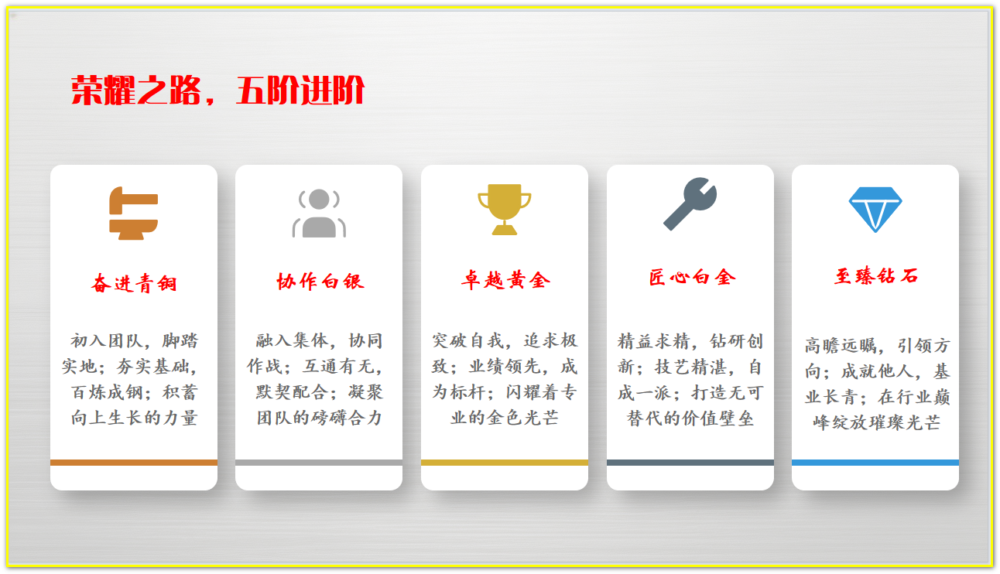 荣耀之路，五阶进阶
奋进青铜
初入团队，脚踏
实地；夯实基础，
百炼成钢；积蓄
向上生长的力量
协作白银
融入集体，协同
作战；互通有无，
默契配合；凝聚
团队的磅礴合力
卓越黄金
突破自我，追求极
致；业绩领先，成
为标杆；闪耀着专
业的金色光芒
匠心白金
精益求精，钻研创
新；技艺精湛，自
成一派；打造无可
替代的价值壁垒
至臻钻石
高瞻远瞩，引领方
向；成就他人，基
业长青；在行业巅
峰绽放璀璨光芒